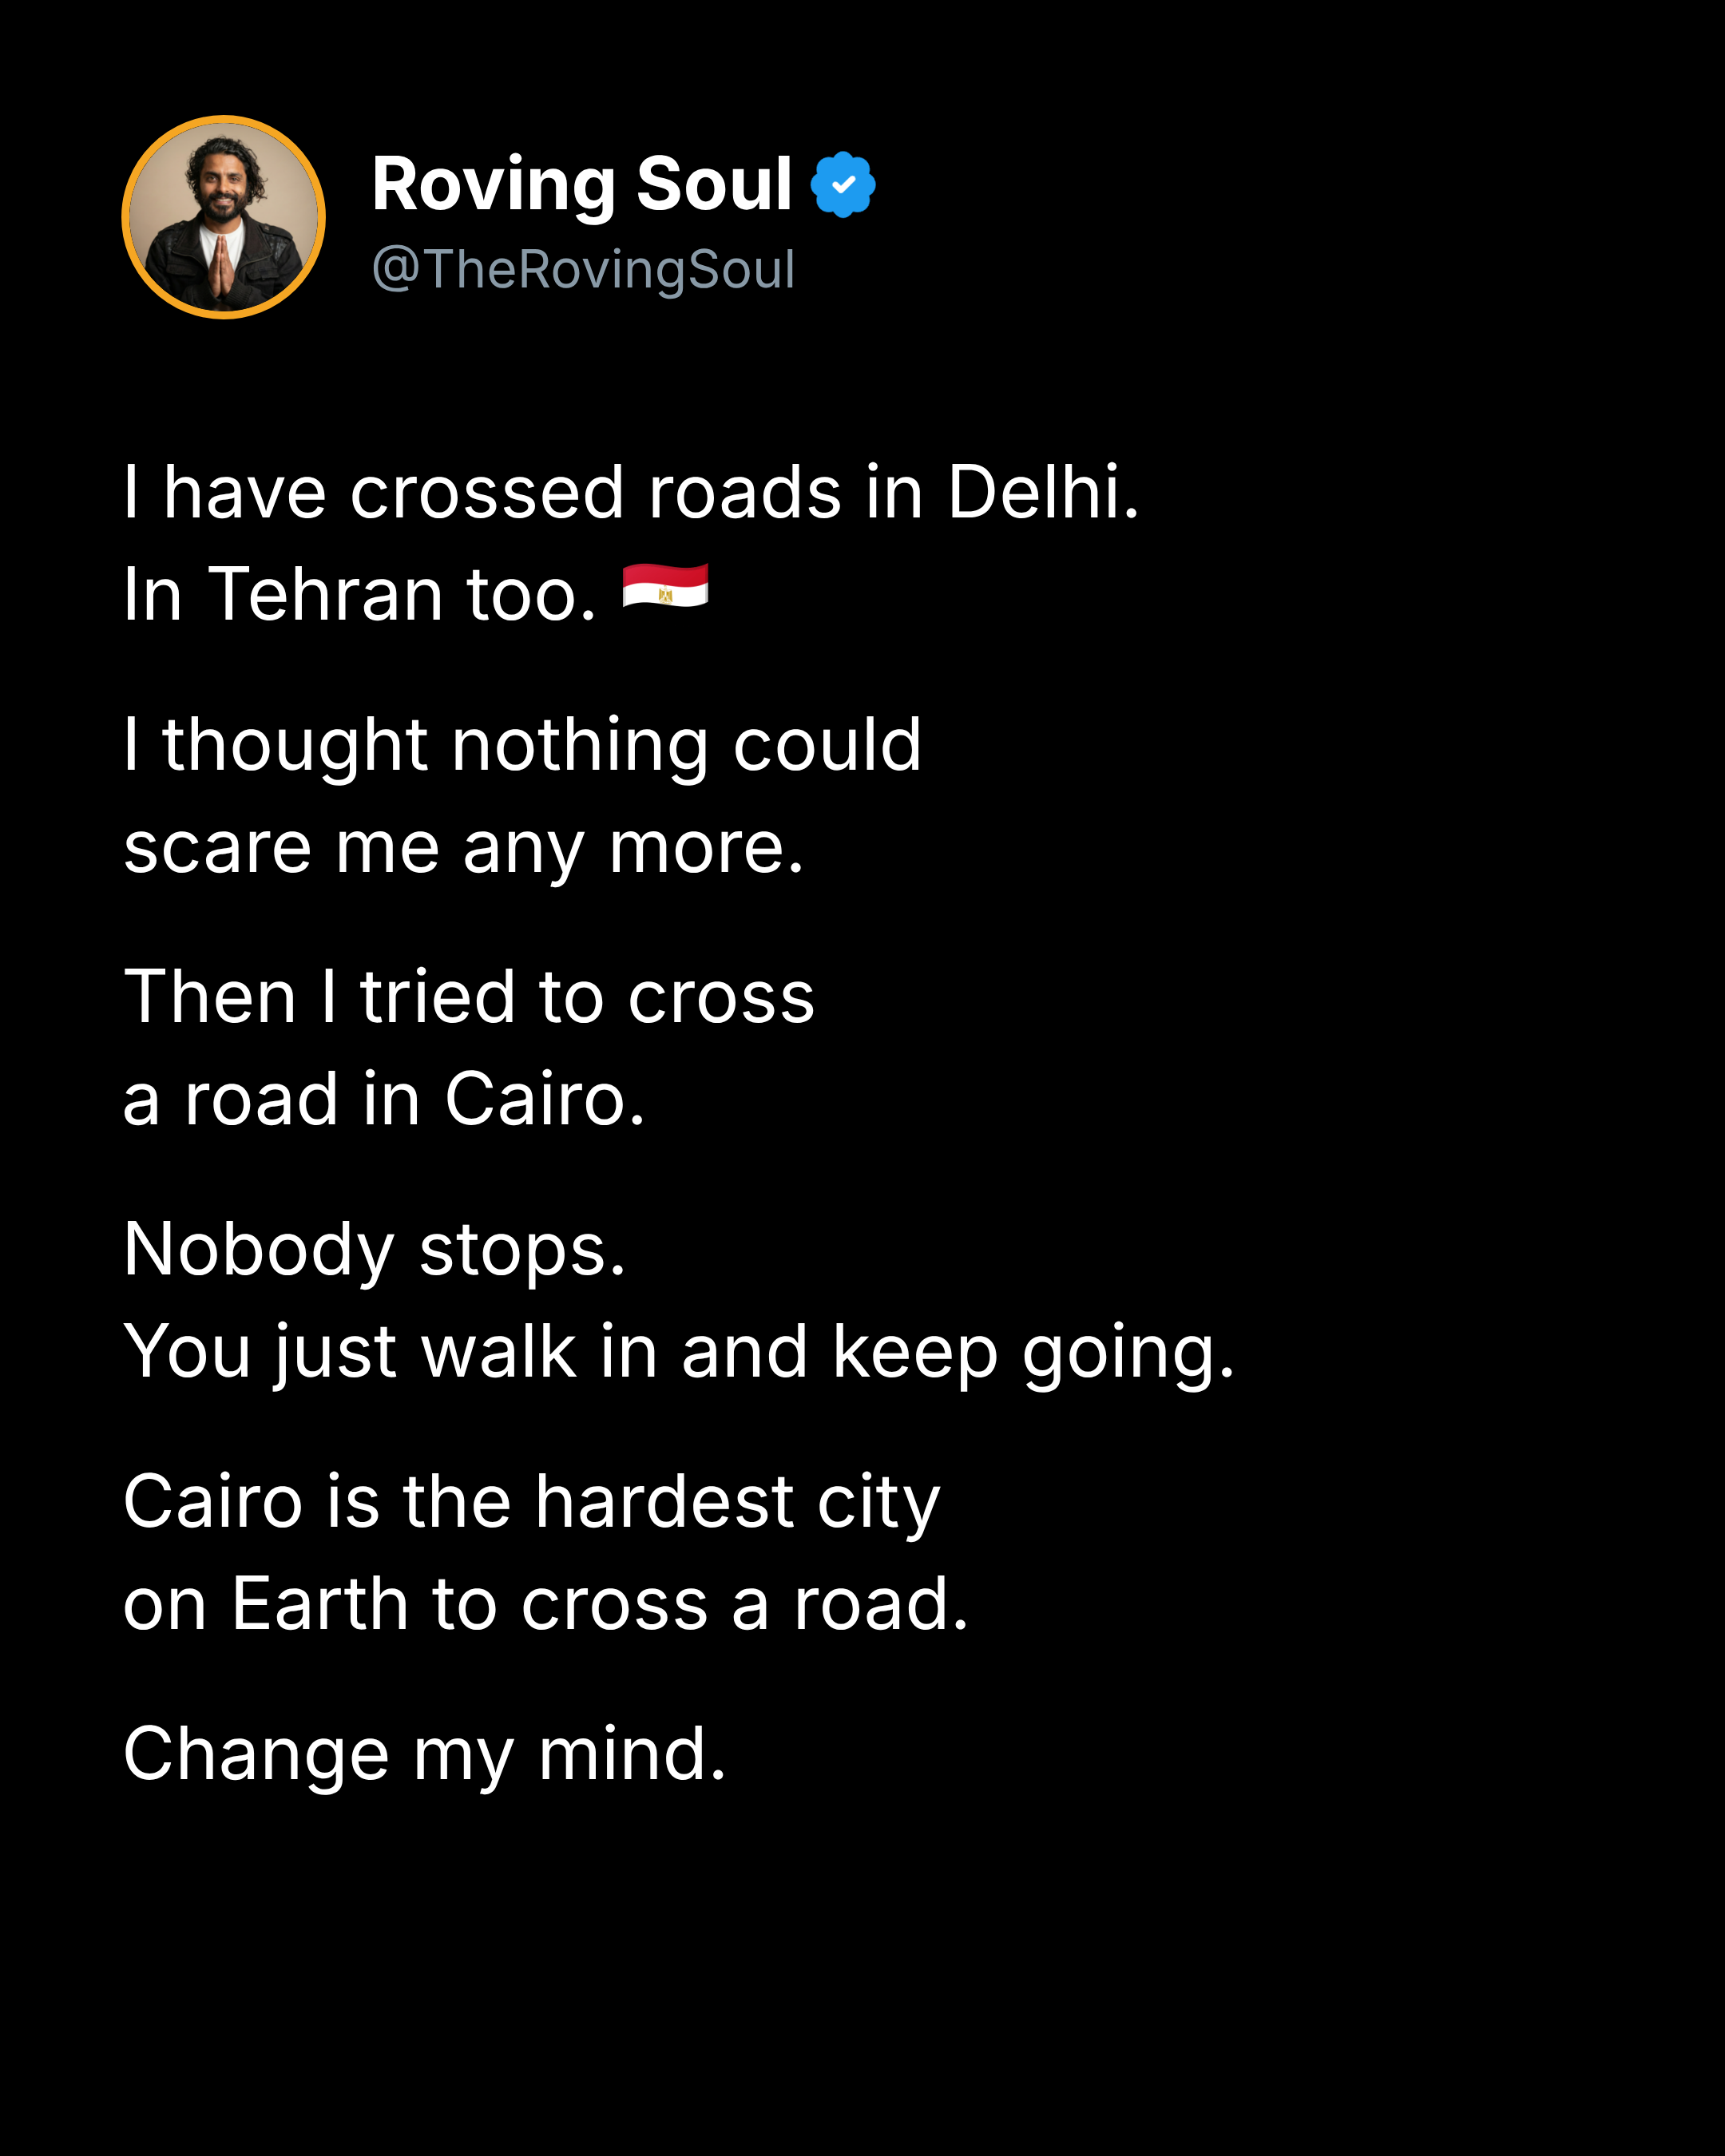 Roving Soul
@TheRovingSoul
I have crossed roads in Delhi.
In Tehran too. 🇪🇬
I thought nothing could
scare me any more.
Then I tried to cross
a road in Cairo.
Nobody stops.
You just walk in and keep going.
Cairo is the hardest city
on Earth to cross a road.
Change my mind.